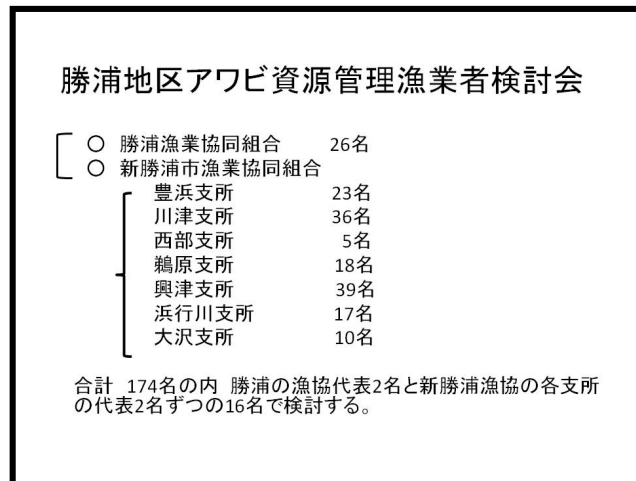 勝浦地区アワビ資源管理漁業者検討会
○ 勝浦漁業協同組合 26名
○ 新勝浦市漁業協同組合
豊浜支所 23名
川津支所 36名
西部支所 5名
鵜原支所 18名
興津支所 39名
浜行川支所 17名
大沢支所 10名
合計 174名の内 勝浦の漁協代表2名と新勝浦漁協の各支所
の代表2名ずつの16名で検討する。